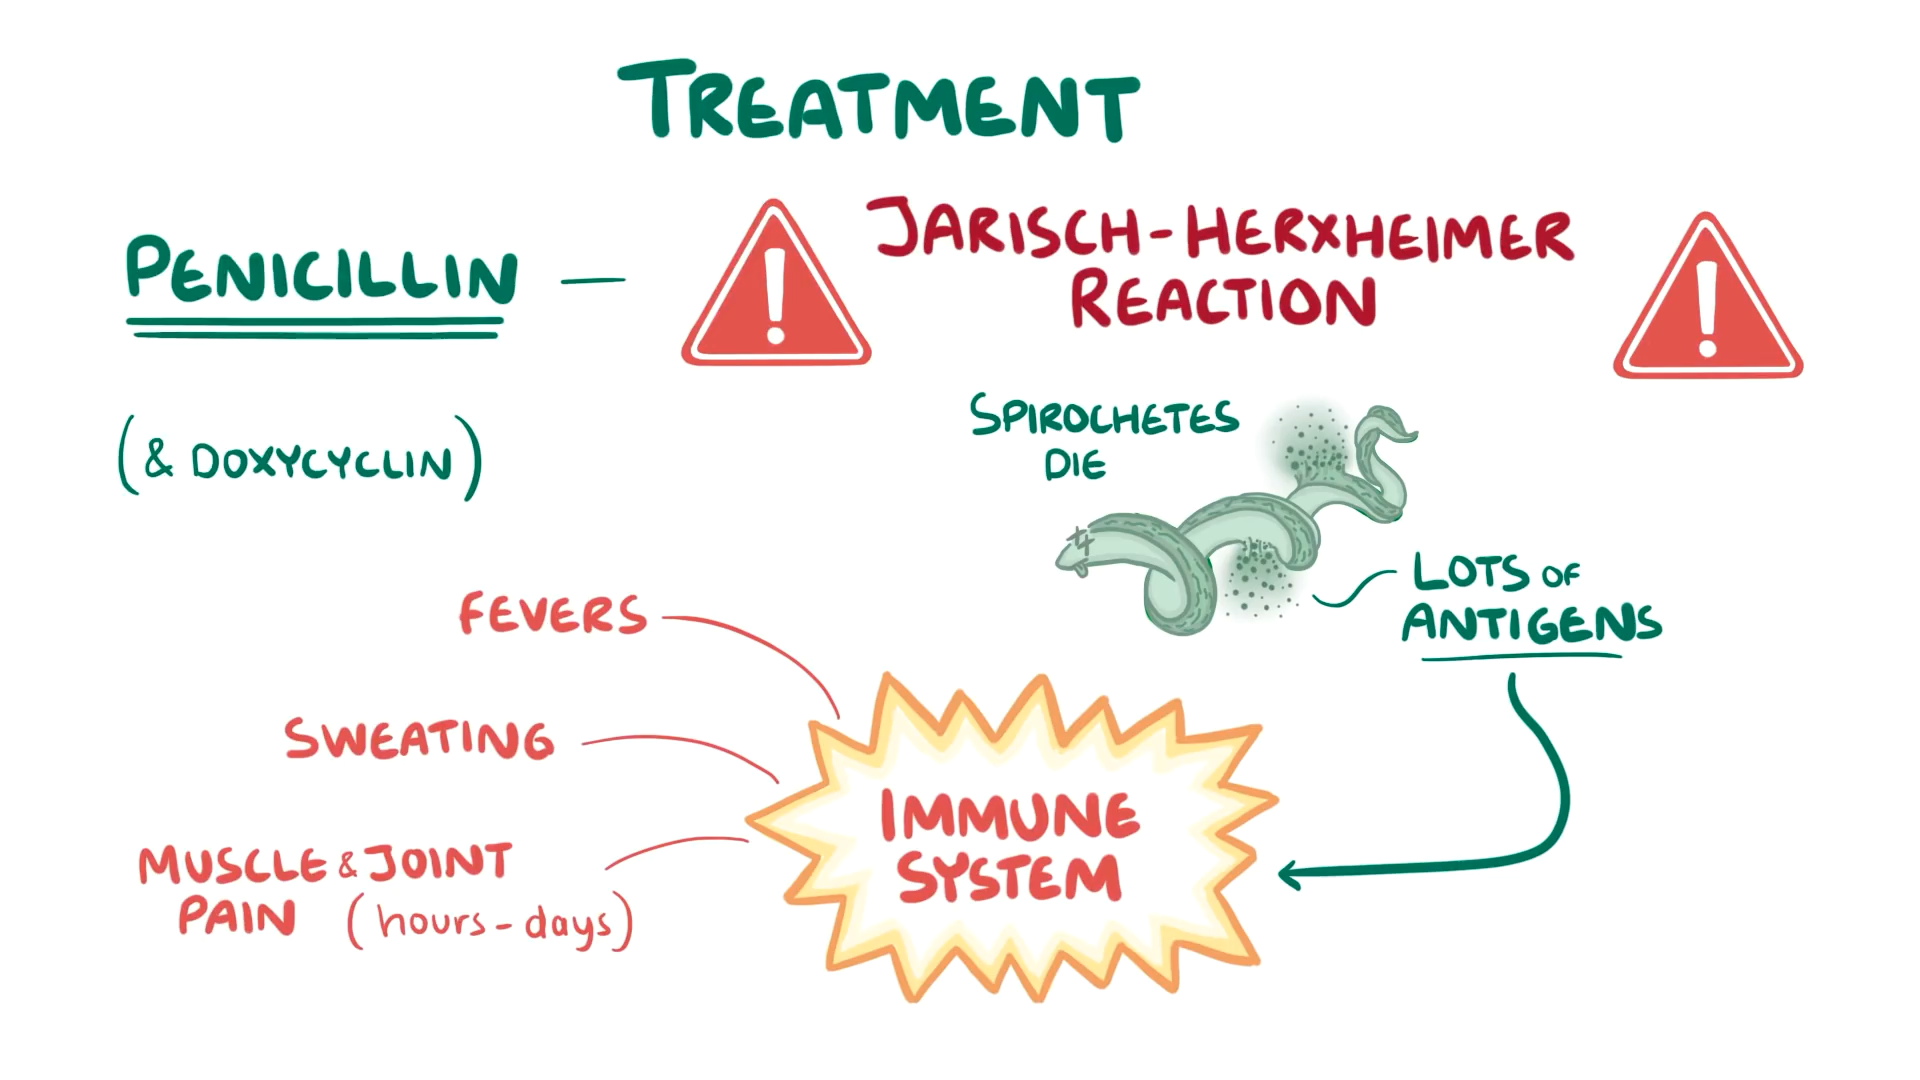 TREATMENT
PENICILLIN —
JARISCH-HERXHEIMER
REACTION
(& DOXYCYCLIN)
SPIROCHETES
DIE
LOTS OF
ANTIGENS
FEVERS
SWEATING
MUSCLE & JOINT
PAIN (hours - days)
IMMUNE
SYSTEM